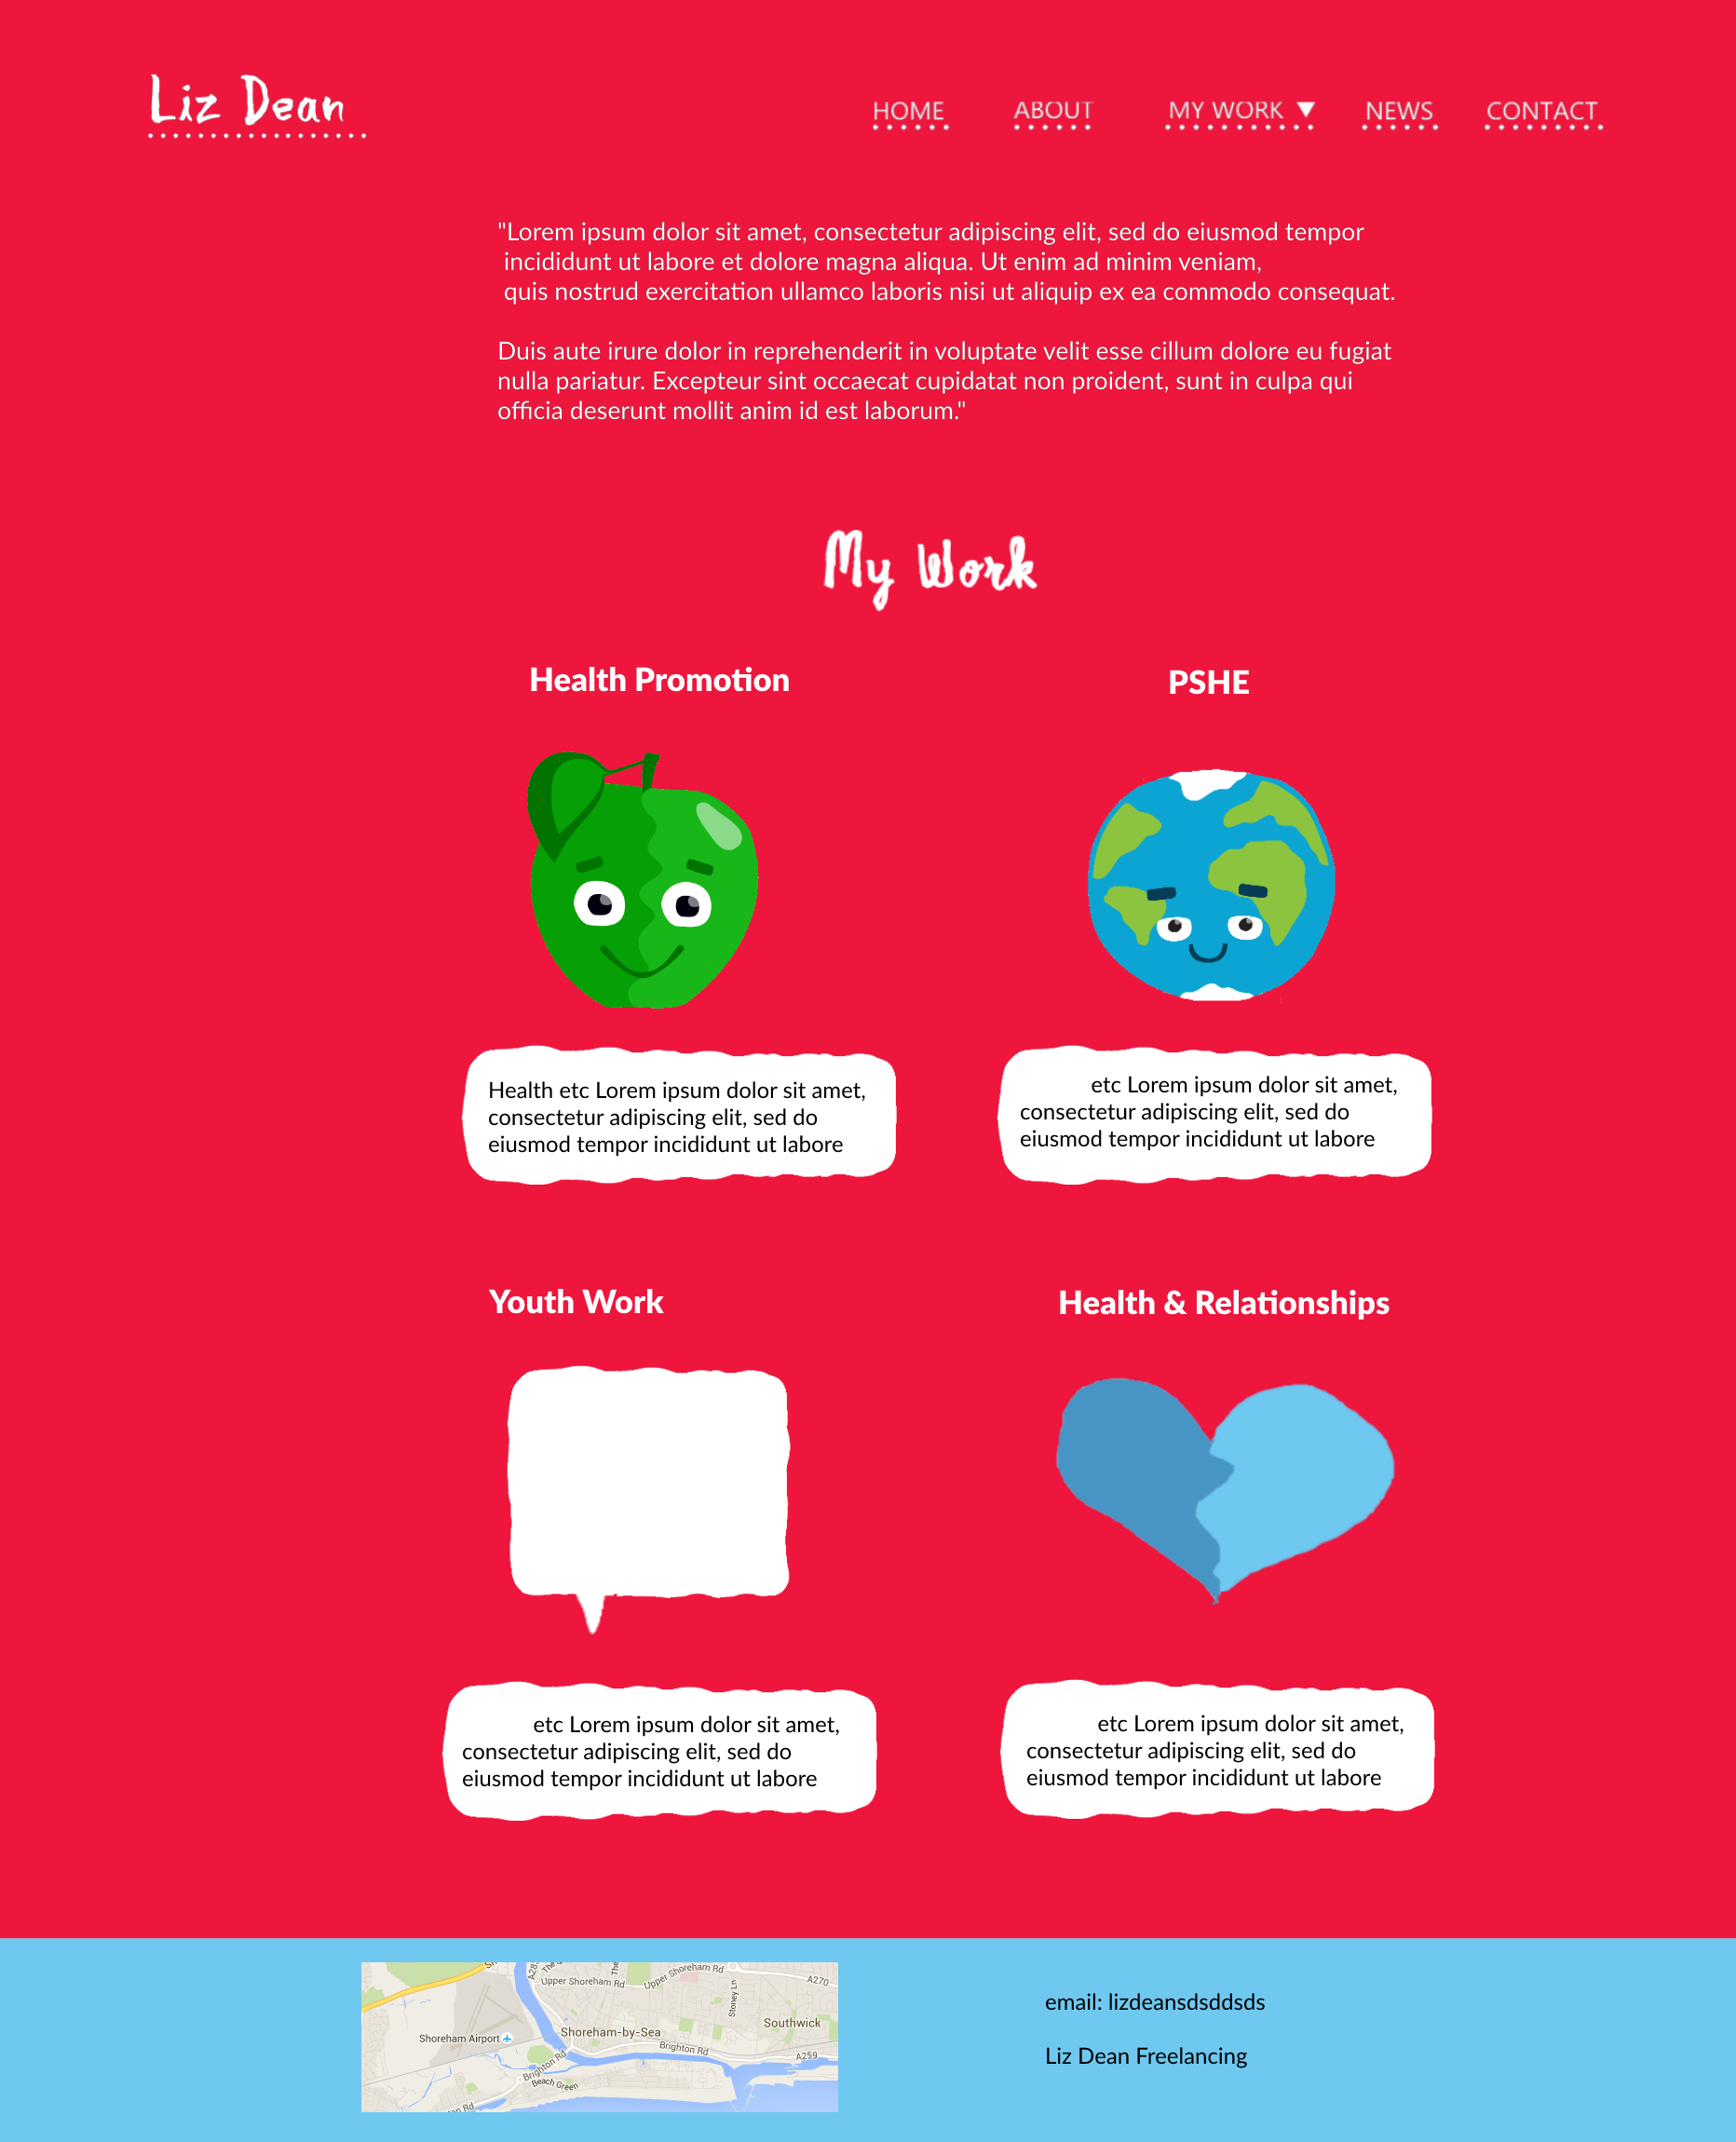 Liz Dean
HOME ABOUT MY WORK ▼ NEWS CONTACT
"Lorem ipsum dolor sit amet, consectetur adipiscing elit, sed do eiusmod tempor
incididunt ut labore et dolore magna aliqua. Ut enim ad minim veniam,
quis nostrud exercitation ullamco laboris nisi ut aliquip ex ea commodo consequat.
Duis aute irure dolor in reprehenderit in voluptate velit esse cillum dolore eu fugiat
nulla pariatur. Excepteur sint occaecat cupidatat non proident, sunt in culpa qui
officia deserunt mollit anim id est laborum."
My Work
Health Promotion
Health etc Lorem ipsum dolor sit amet,
consectetur adipiscing elit, sed do
eiusmod tempor incididunt ut labore
PSHE
etc Lorem ipsum dolor sit amet,
consectetur adipiscing elit, sed do
eiusmod tempor incididunt ut labore
Youth Work
etc Lorem ipsum dolor sit amet,
consectetur adipiscing elit, sed do
eiusmod tempor incididunt ut labore
Health & Relationships
etc Lorem ipsum dolor sit amet,
consectetur adipiscing elit, sed do
eiusmod tempor incididunt ut labore
Upper Shoreham Rd
Upper Shoreham Rd
A270
Stoney Ln
Southwick
Shoreham Airport
Shoreham-by-Sea
Brighton Rd
A259
Brighton Rd
Beach Green
Rd
email: lizdeansdsddsds
Liz Dean Freelancing